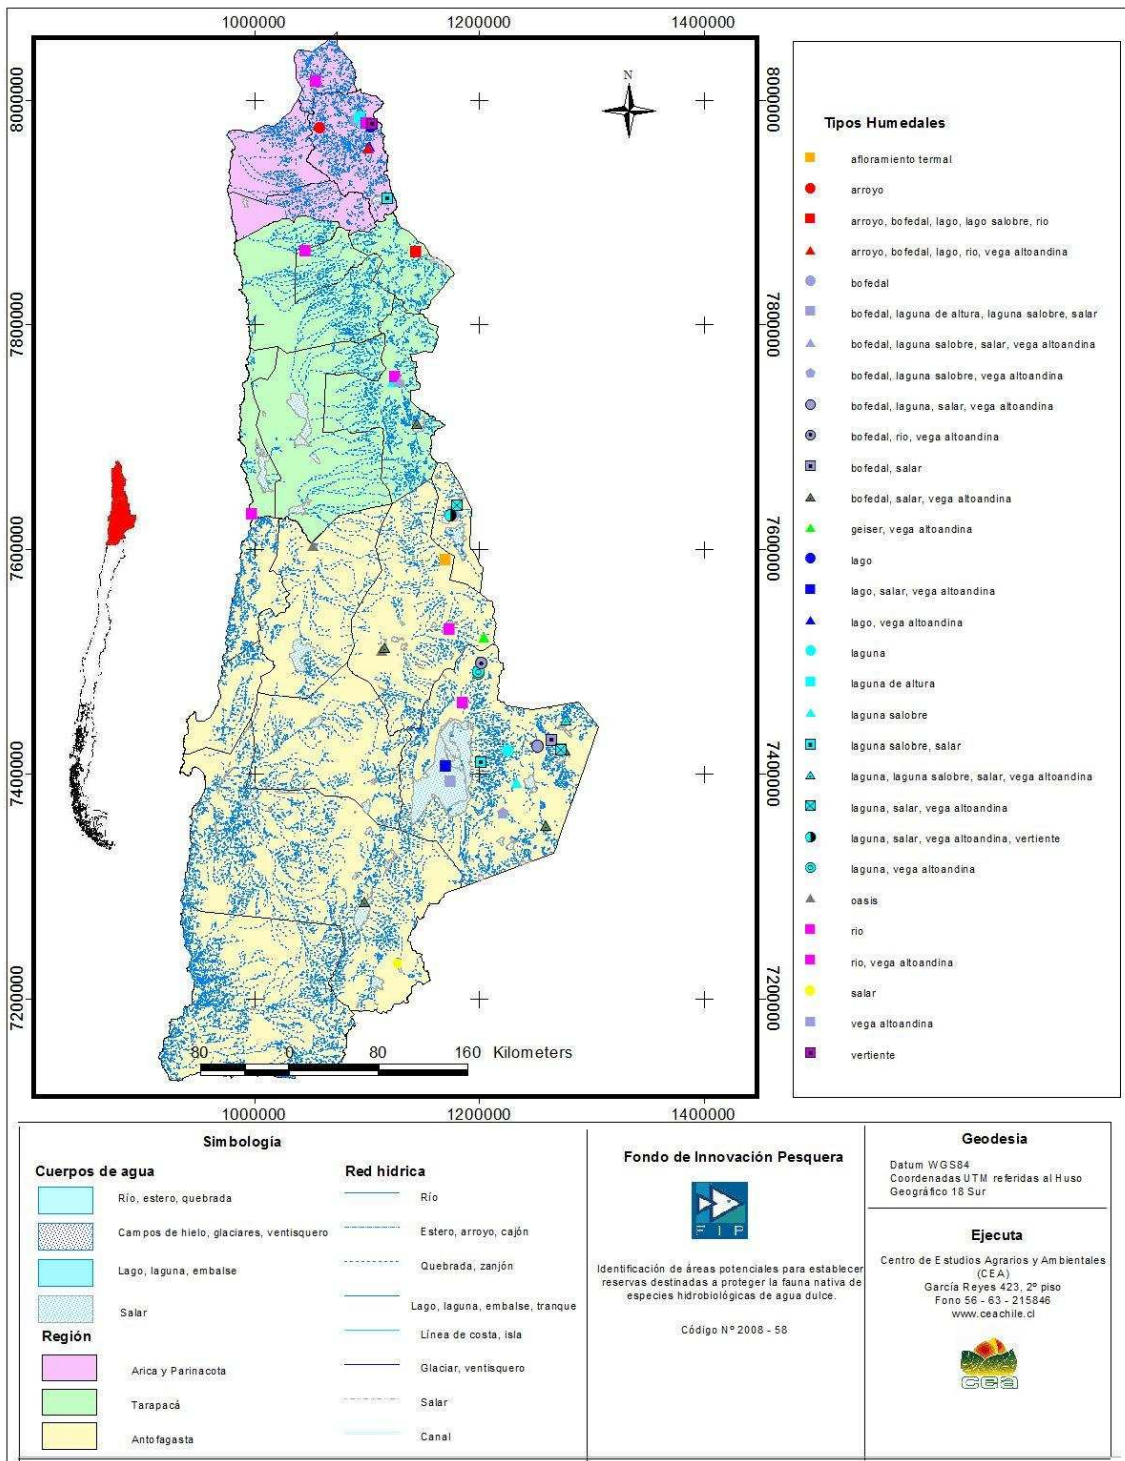 1000000
1200000
1400000
N
8000000
8000000
7800000
7800000
7600000
7600000
7400000
7400000
7200000
7200000
80 0 80 160 Kilometers
1000000
1200000
1400000
Tipos Humedales
afloramiento termal
arroyo
arroyo, bofedal, lago, lago salobre, rio
arroyo, bofedal, lago, rio, vega altoandina
bofedal
bofedal, laguna de altura, laguna salobre, salar
bofedal, laguna salobre, salar, vega altoandina
bofedal, laguna salobre, vega altoandina
bofedal, laguna, salar, vega altoandina
bofedal, rio, vega altoandina
bofedal, salar
bofedal, salar, vega altoandina
geiser, vega altoandina
lago
lago, salar, vega altoandina
lago, vega altoandina
laguna
laguna de altura
laguna salobre
laguna salobre, salar
laguna, laguna salobre, salar, vega altoandina
laguna, salar, vega altoandina
laguna, salar, vega altoandina, vertiente
laguna, vega altoandina
oasis
rio
rio, vega altoandina
salar
vega altoandina
vertiente
Simbología
Cuerpos de agua
Río, estero, quebrada
Campos de hielo, glaciares, ventisquero
Lago, laguna, embalse
Salar
Región
Arica y Parinacota
Tarapacá
Antofagasta
Red hidrica
Río
Estero, arroyo, cajón
Quebrada, zanjón
Lago, laguna, embalse, tranque
Línea de costa, isla
Glaciar, ventisquero
Salar
Canal
Fondo de Innovación Pesquera
FIP
Identificación de áreas potenciales para establecer
reservas destinadas a proteger la fauna nativa de
especies hidrobiológicas de agua dulce.
Código Nº 2008 - 58
Geodesia
Datum WGS84
Coordenadas UTM referidas al Huso
Geográfico 18 Sur
Ejecuta
Centro de Estudios Agrarios y Ambientales
(CEA)
García Reyes 423, 2º piso
Fono 56 - 63 - 215846
www.ceachile.cl
cea